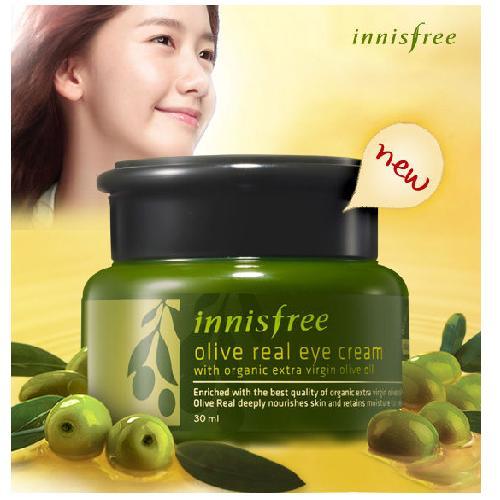 innisfree
new
innisfree
olive real eye cream
with organic extra virgin olive oil
Enriched with the best quality of organic extra virgin
Olive Real deeply nourishes skin and retains moisture
30 ml